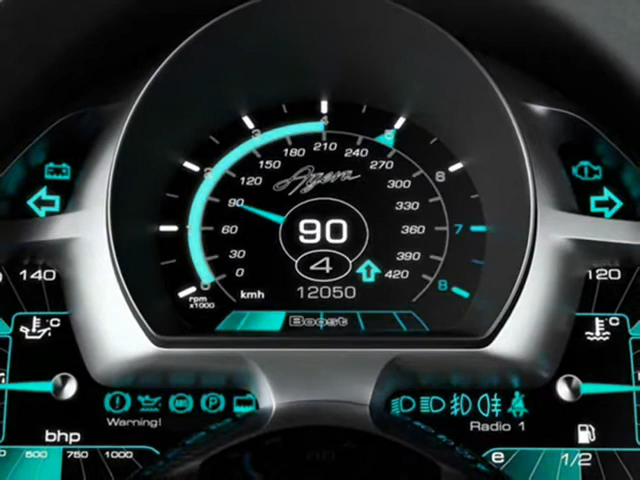 4
3 5
210
180 240
150 270
2 6
120 Agera 300
90 330
90
60 360 7
30 4 390
0 420
0 8
rpm
x1000
kmh 12050
Boost
140
°C
bhp
500 750 1000
Warning!
Radio 1
120
°C
e 1/2